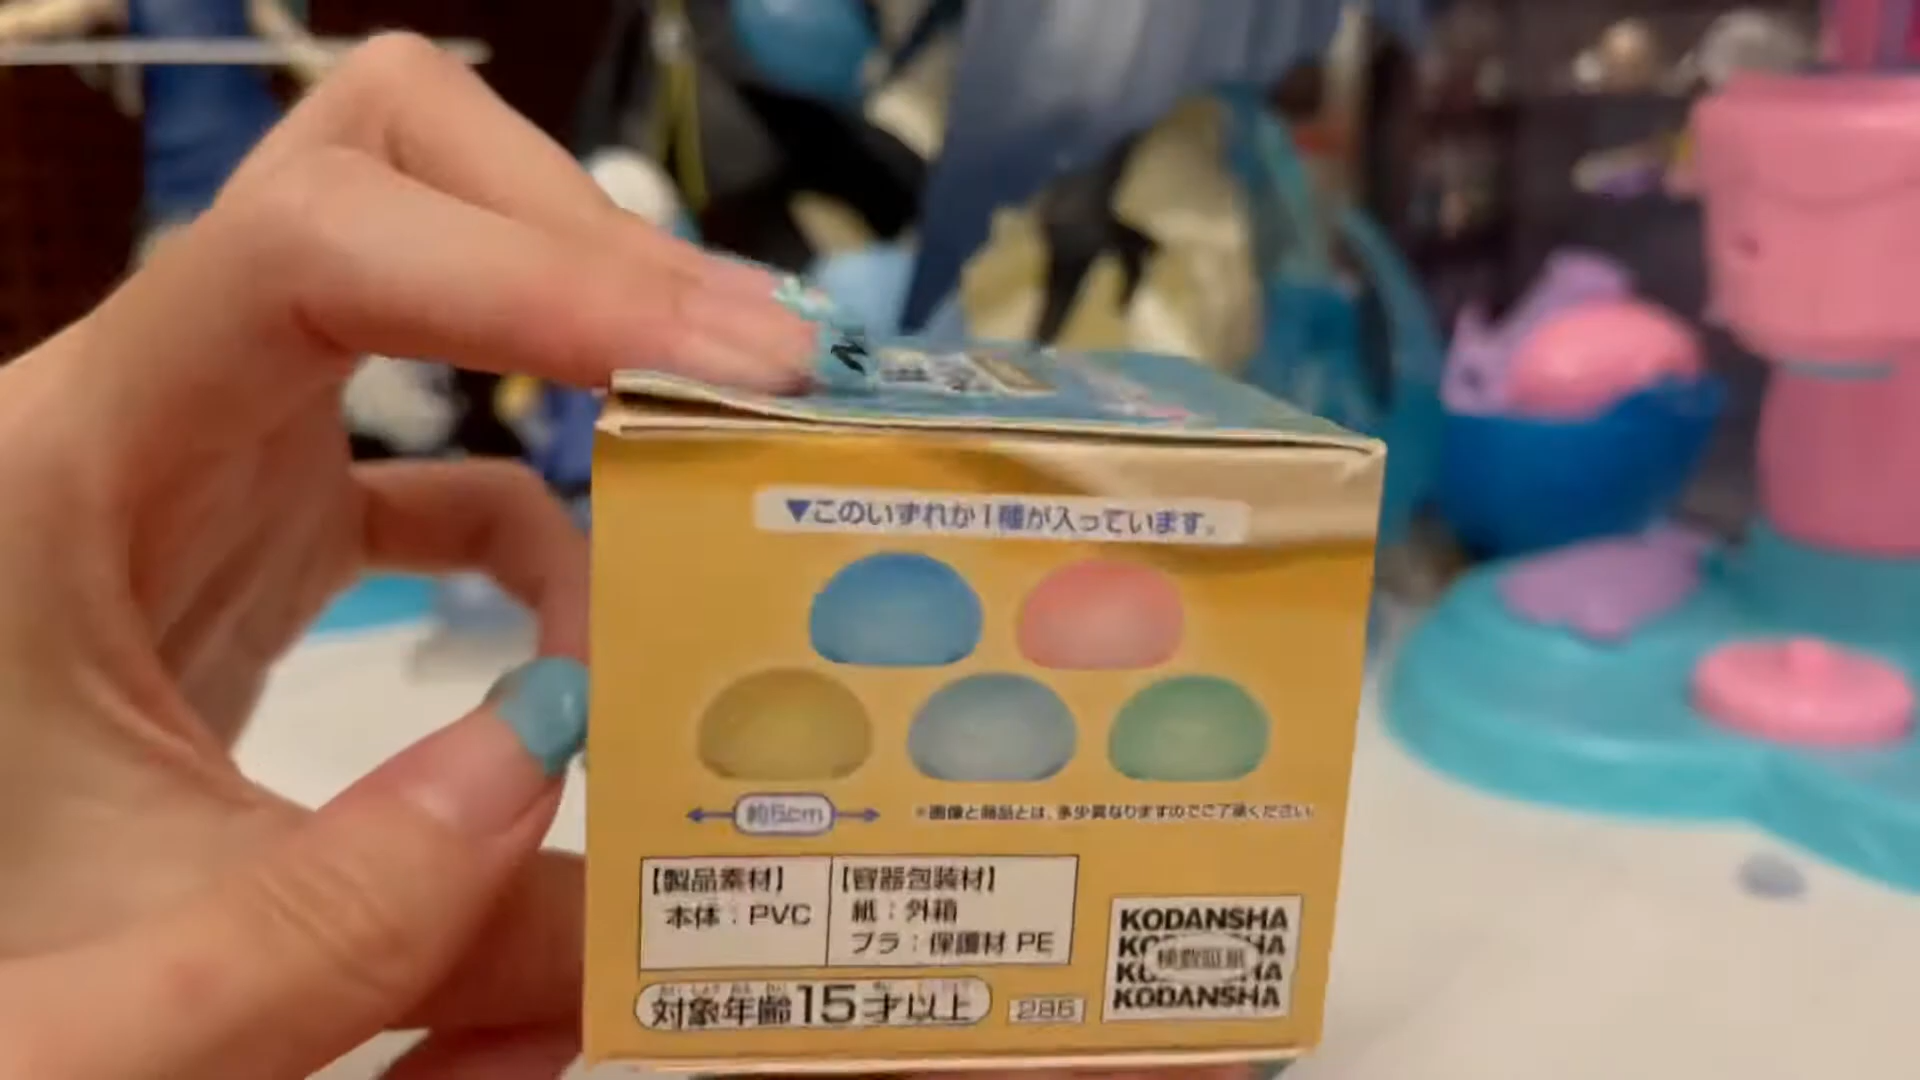 ▼このいずれか1種が入っています。
約5cm
※画像と商品とは、多少異なりますのでご了承ください
【製品素材】
本体:PVC
【容器包装材】
紙:外箱
プラ:保護材 PE
対象年齢15才以上
286
KODANSHA
KODANSHA